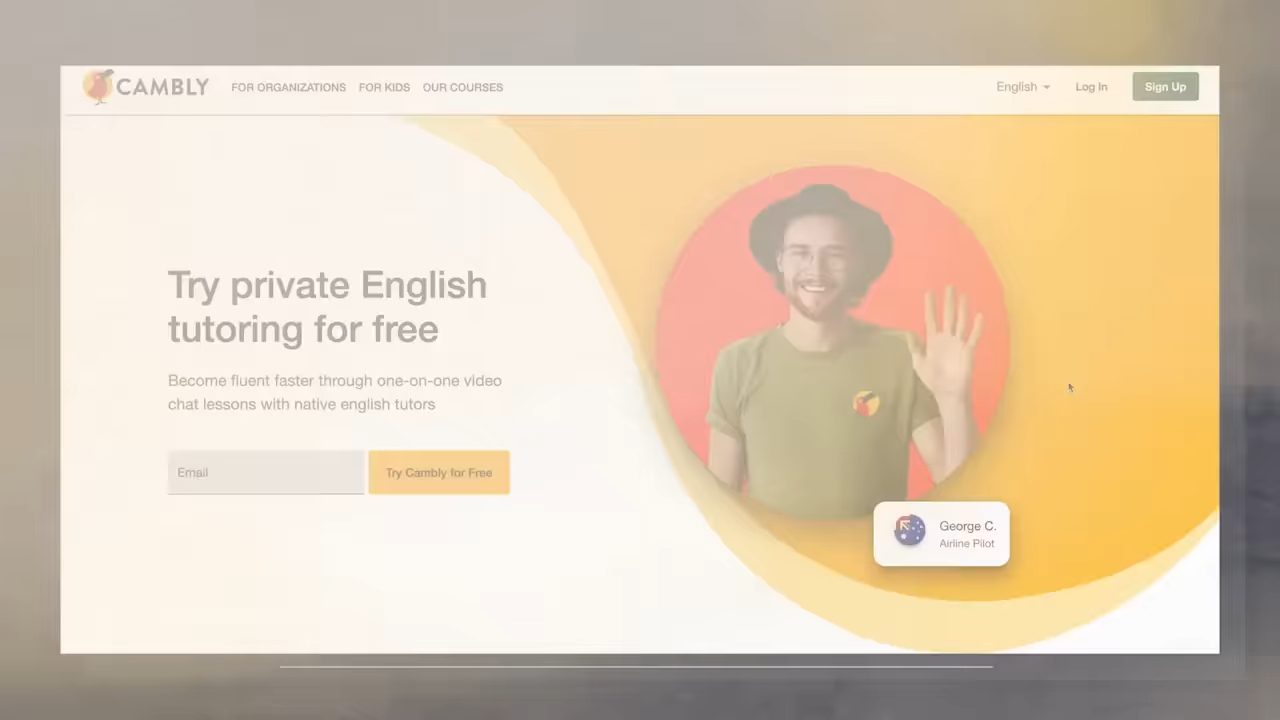 CAMBLY FOR ORGANIZATIONS FOR KIDS OUR COURSES English Log In Sign Up
Try private English
tutoring for free
Become fluent faster through one-on-one video
chat lessons with native english tutors
Email Try Cambly for Free
George C.
Airline Pilot